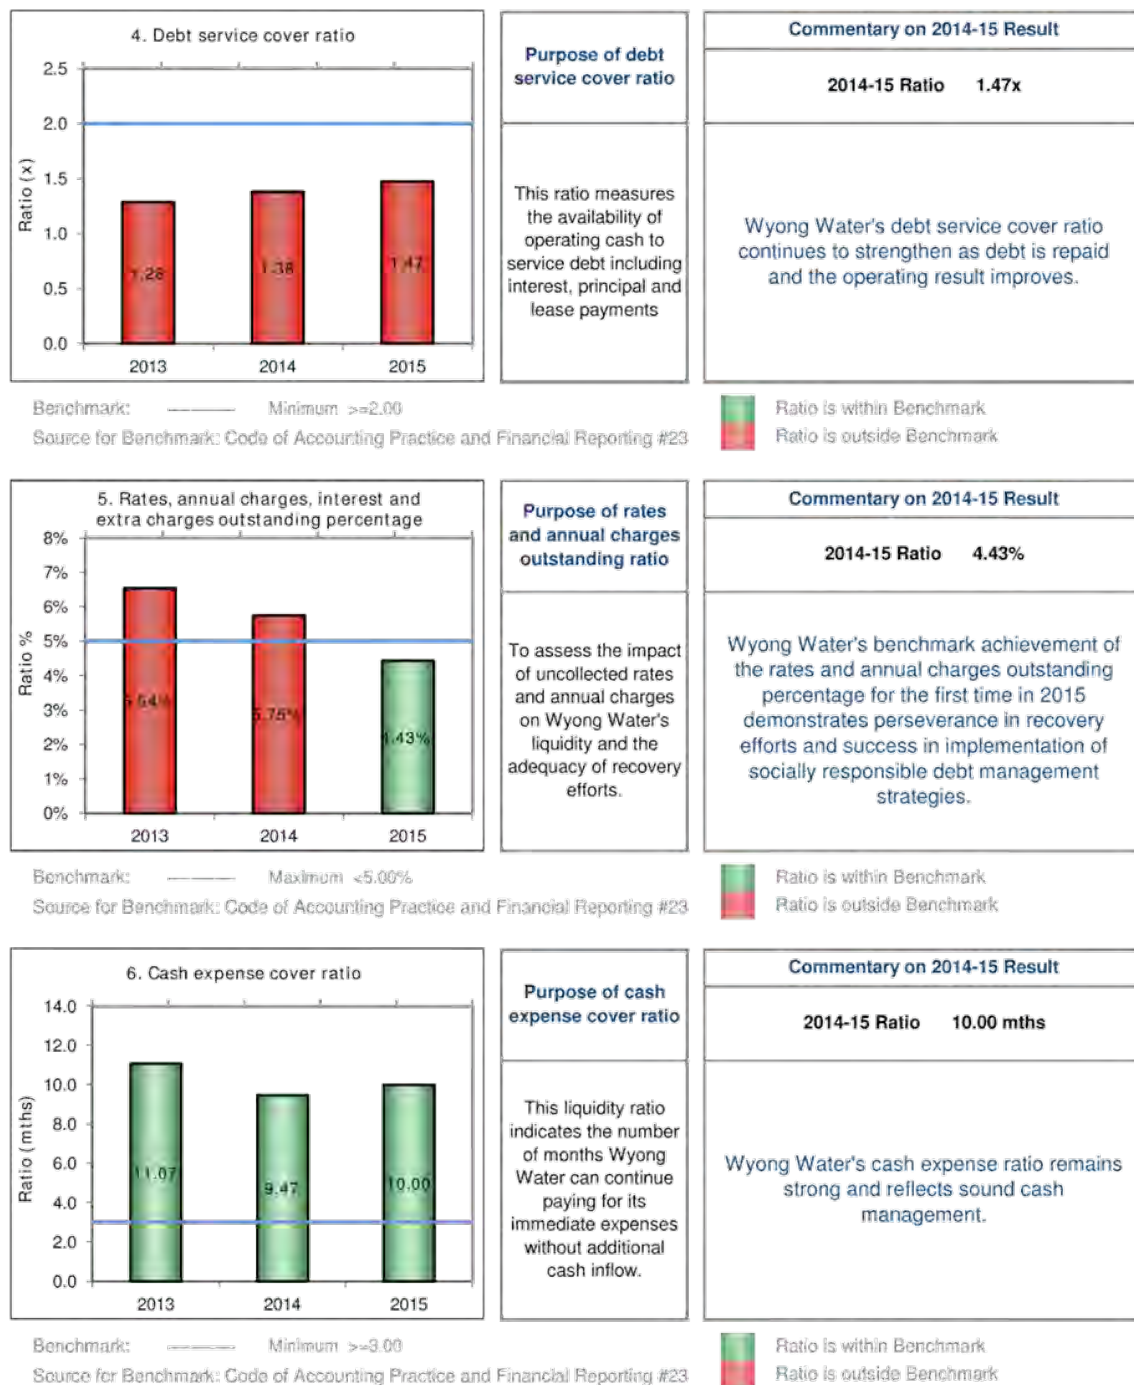 4. Debt service cover ratio
2.5
2.0
1.5
1.0
0.5
0.0
Ratio (x)
1.28
1.38
1.47
2013
2014
2015
Purpose of debt
service cover ratio
This ratio measures
the availability of
operating cash to
service debt including
interest, principal and
lease payments
Commentary on 2014-15 Result
2014-15 Ratio 1.47x
Wyong Water's debt service cover ratio
continues to strengthen as debt is repaid
and the operating result improves.
Benchmark: Minimum >=2.00
Source for Benchmark: Code of Accounting Practice and Financial Reporting #23
Ratio is within Benchmark
Ratio is outside Benchmark
5. Rates, annual charges, interest and
extra charges outstanding percentage
8%
7%
6%
5%
4%
3%
2%
1%
0%
Ratio %
5.75%
4.43%
2013
2014
2015
Purpose of rates
and annual charges
outstanding ratio
To assess the impact
of uncollected rates
and annual charges
on Wyong Water's
liquidity and the
adequacy of recovery
efforts.
Commentary on 2014-15 Result
2014-15 Ratio 4.43%
Wyong Water's benchmark achievement of
the rates and annual charges outstanding
percentage for the first time in 2015
demonstrates perseverance in recovery
efforts and success in implementation of
socially responsible debt management
strategies.
Benchmark: Maximum <5.00%
Source for Benchmark: Code of Accounting Practice and Financial Reporting #23
Ratio is within Benchmark
Ratio is outside Benchmark
6. Cash expense cover ratio
14.0
12.0
10.0
8.0
6.0
4.0
2.0
0.0
Ratio (mths)
11.07
9.47
10.00
2013
2014
2015
Purpose of cash
expense cover ratio
This liquidity ratio
indicates the number
of months Wyong
Water can continue
paying for its
immediate expenses
without additional
cash inflow.
Commentary on 2014-15 Result
2014-15 Ratio 10.00 mths
Wyong Water's cash expense ratio remains
strong and reflects sound cash
management.
Benchmark: Minimum >=3.00
Source for Benchmark: Code of Accounting Practice and Financial Reporting #23
Ratio is within Benchmark
Ratio is outside Benchmark